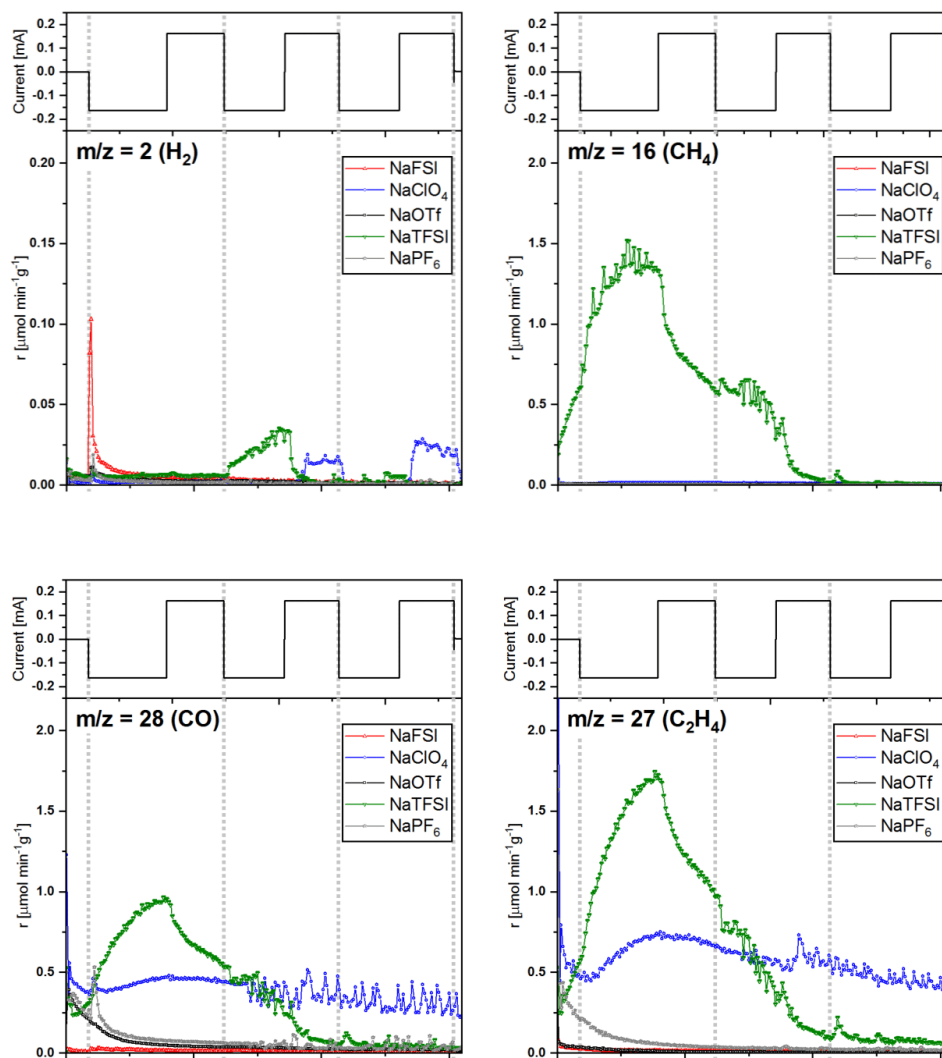 0.2
0.1
0.0
-0.1
-0.2
Current [mA]
m/z = 2 (H₂)
NaFSI
NaClO₄
NaOTf
NaTFSI
NaPF₆
0.20
0.15
0.10
0.05
0.00
r [µmol min⁻¹g⁻¹]
0.2
0.1
0.0
-0.1
-0.2
Current [mA]
m/z = 16 (CH₄)
NaFSI
NaClO₄
NaOTf
NaTFSI
NaPF₆
2.0
1.5
1.0
0.5
0.0
r [µmol min⁻¹g⁻¹]
0.2
0.1
0.0
-0.1
-0.2
Current [mA]
m/z = 28 (CO)
NaFSI
NaClO₄
NaOTf
NaTFSI
NaPF₆
2.0
1.5
1.0
0.5
0.0
r [µmol min⁻¹g⁻¹]
0.2
0.1
0.0
-0.1
-0.2
Current [mA]
m/z = 27 (C₂H₄)
NaFSI
NaClO₄
NaOTf
NaTFSI
NaPF₆
2.0
1.5
1.0
0.5
0.0
r [µmol min⁻¹g⁻¹]